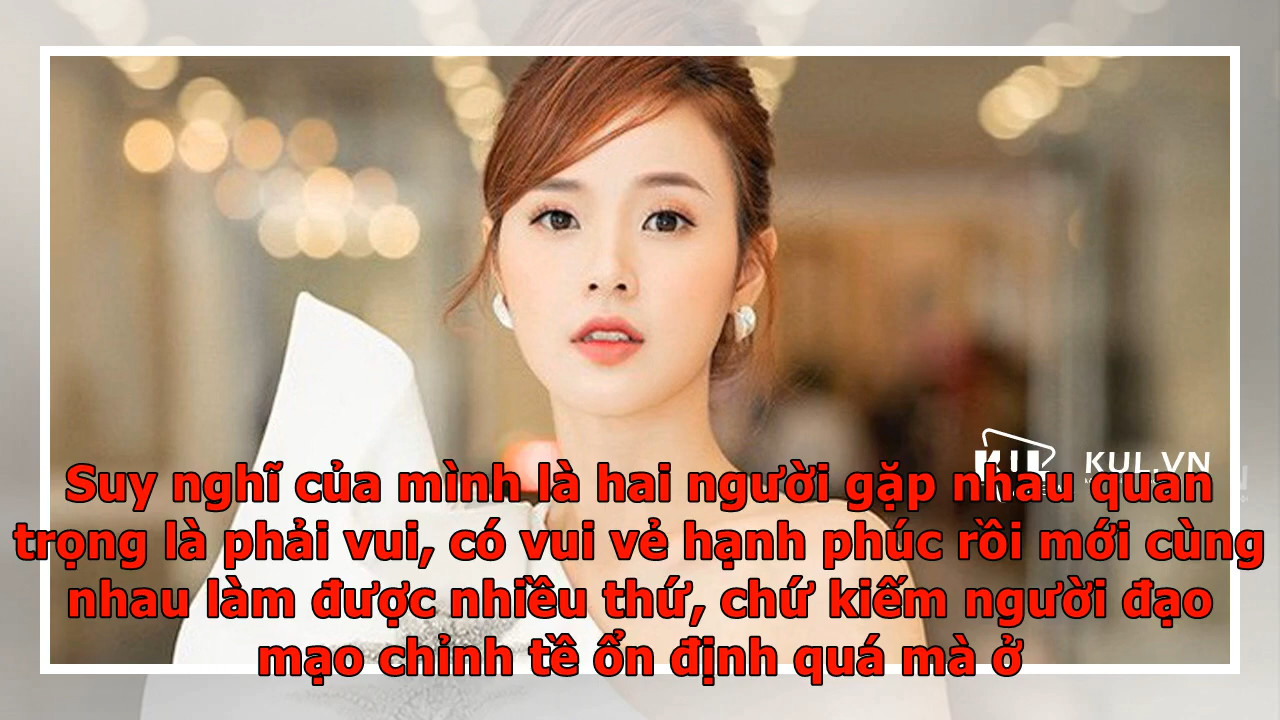 KUL.VN
Suy nghĩ của mình là hai người gặp nhau quan
trọng là phải vui, có vui vẻ hạnh phúc rồi mới cùng
nhau làm được nhiều thứ, chứ kiếm người đạo
mạo chỉnh tề ổn định quá mà ở